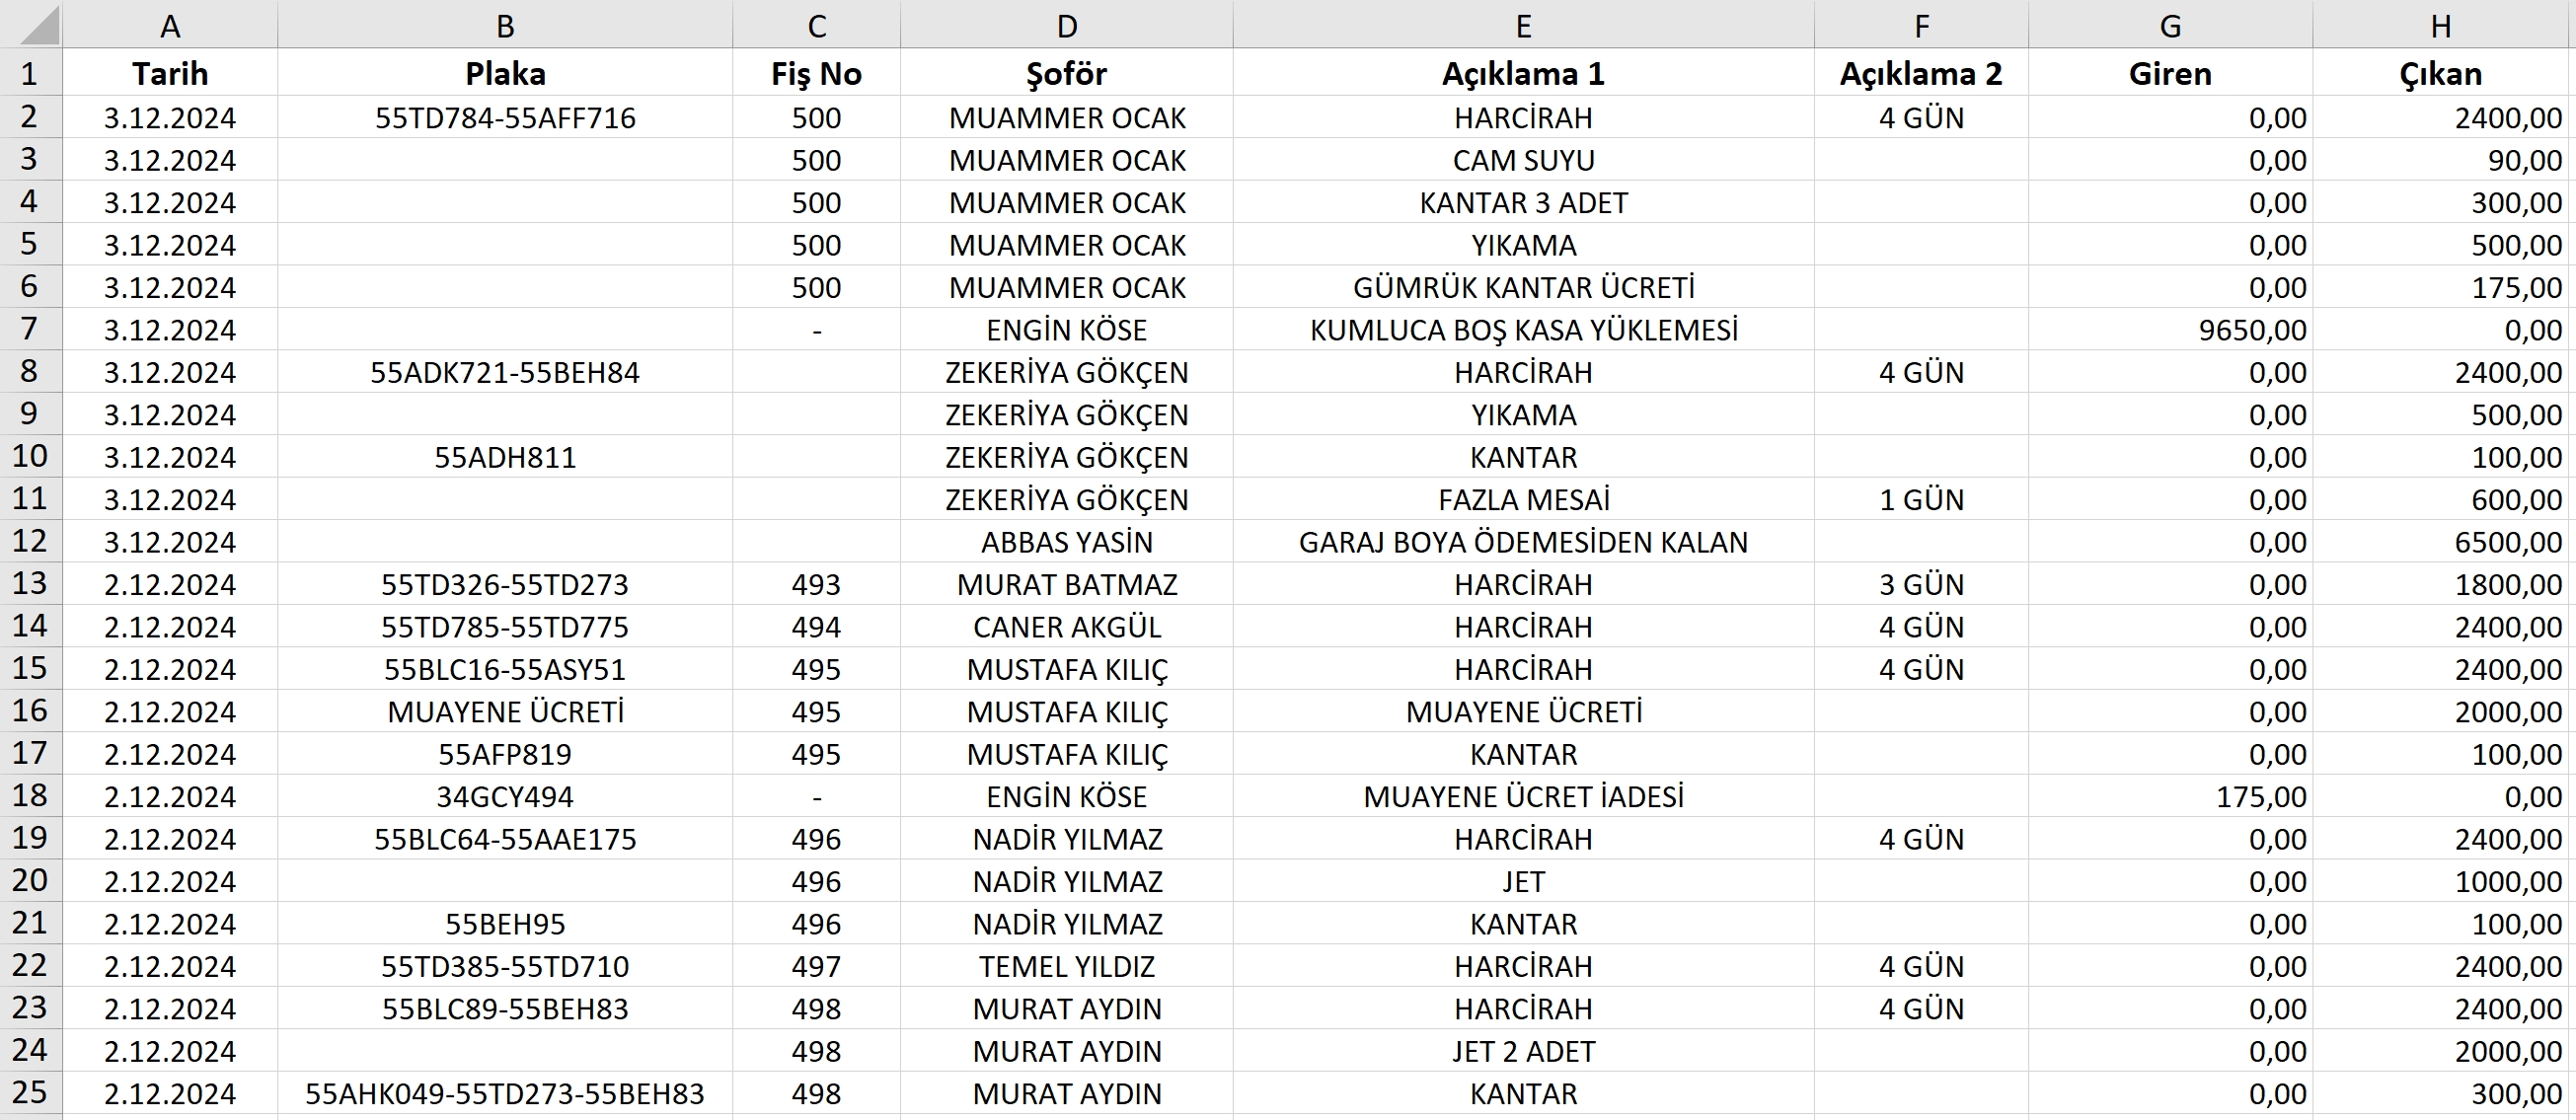 A B C D E F G H
1 Tarih Plaka Fiş No Şoför Açıklama 1 Açıklama 2 Giren Çıkan
2 3.12.2024 55TD784-55AFF716 500 MUAMMER OCAK HARCİRAH 4 GÜN 0,00 2400,00
3 3.12.2024 500 MUAMMER OCAK CAM SUYU 0,00 90,00
4 3.12.2024 500 MUAMMER OCAK KANTAR 3 ADET 0,00 300,00
5 3.12.2024 500 MUAMMER OCAK YIKAMA 0,00 500,00
6 3.12.2024 500 MUAMMER OCAK GÜMRÜK KANTAR ÜCRETİ 0,00 175,00
7 3.12.2024 - ENGİN KÖSE KUMLUCA BOŞ KASA YÜKLEMESİ 9650,00 0,00
8 3.12.2024 55ADK721-55BEH84 ZEKERİYA GÖKÇEN HARCİRAH 4 GÜN 0,00 2400,00
9 3.12.2024 ZEKERİYA GÖKÇEN YIKAMA 0,00 500,00
10 3.12.2024 55ADH811 ZEKERİYA GÖKÇEN KANTAR 0,00 100,00
11 3.12.2024 ZEKERİYA GÖKÇEN FAZLA MESAİ 1 GÜN 0,00 600,00
12 3.12.2024 ABBAS YASİN GARAJ BOYA ÖDEMESİDEN KALAN 0,00 6500,00
13 2.12.2024 55TD326-55TD273 493 MURAT BATMAZ HARCİRAH 3 GÜN 0,00 1800,00
14 2.12.2024 55TD785-55TD775 494 CANER AKGÜL HARCİRAH 4 GÜN 0,00 2400,00
15 2.12.2024 55BLC16-55ASY51 495 MUSTAFA KILIÇ HARCİRAH 4 GÜN 0,00 2400,00
16 2.12.2024 MUAYENE ÜCRETİ 495 MUSTAFA KILIÇ MUAYENE ÜCRETİ 0,00 2000,00
17 2.12.2024 55AFP819 495 MUSTAFA KILIÇ KANTAR 0,00 100,00
18 2.12.2024 34GCY494 - ENGİN KÖSE MUAYENE ÜCRET İADESİ 175,00 0,00
19 2.12.2024 55BLC64-55AAE175 496 NADİR YILMAZ HARCİRAH 4 GÜN 0,00 2400,00
20 2.12.2024 496 NADİR YILMAZ JET 0,00 1000,00
21 2.12.2024 55BEH95 496 NADİR YILMAZ KANTAR 0,00 100,00
22 2.12.2024 55TD385-55TD710 497 TEMEL YILDIZ HARCİRAH 4 GÜN 0,00 2400,00
23 2.12.2024 55BLC89-55BEH83 498 MURAT AYDIN HARCİRAH 4 GÜN 0,00 2400,00
24 2.12.2024 498 MURAT AYDIN JET 2 ADET 0,00 2000,00
25 2.12.2024 55AHK049-55TD273-55BEH83 498 MURAT AYDIN KANTAR 0,00 300,00